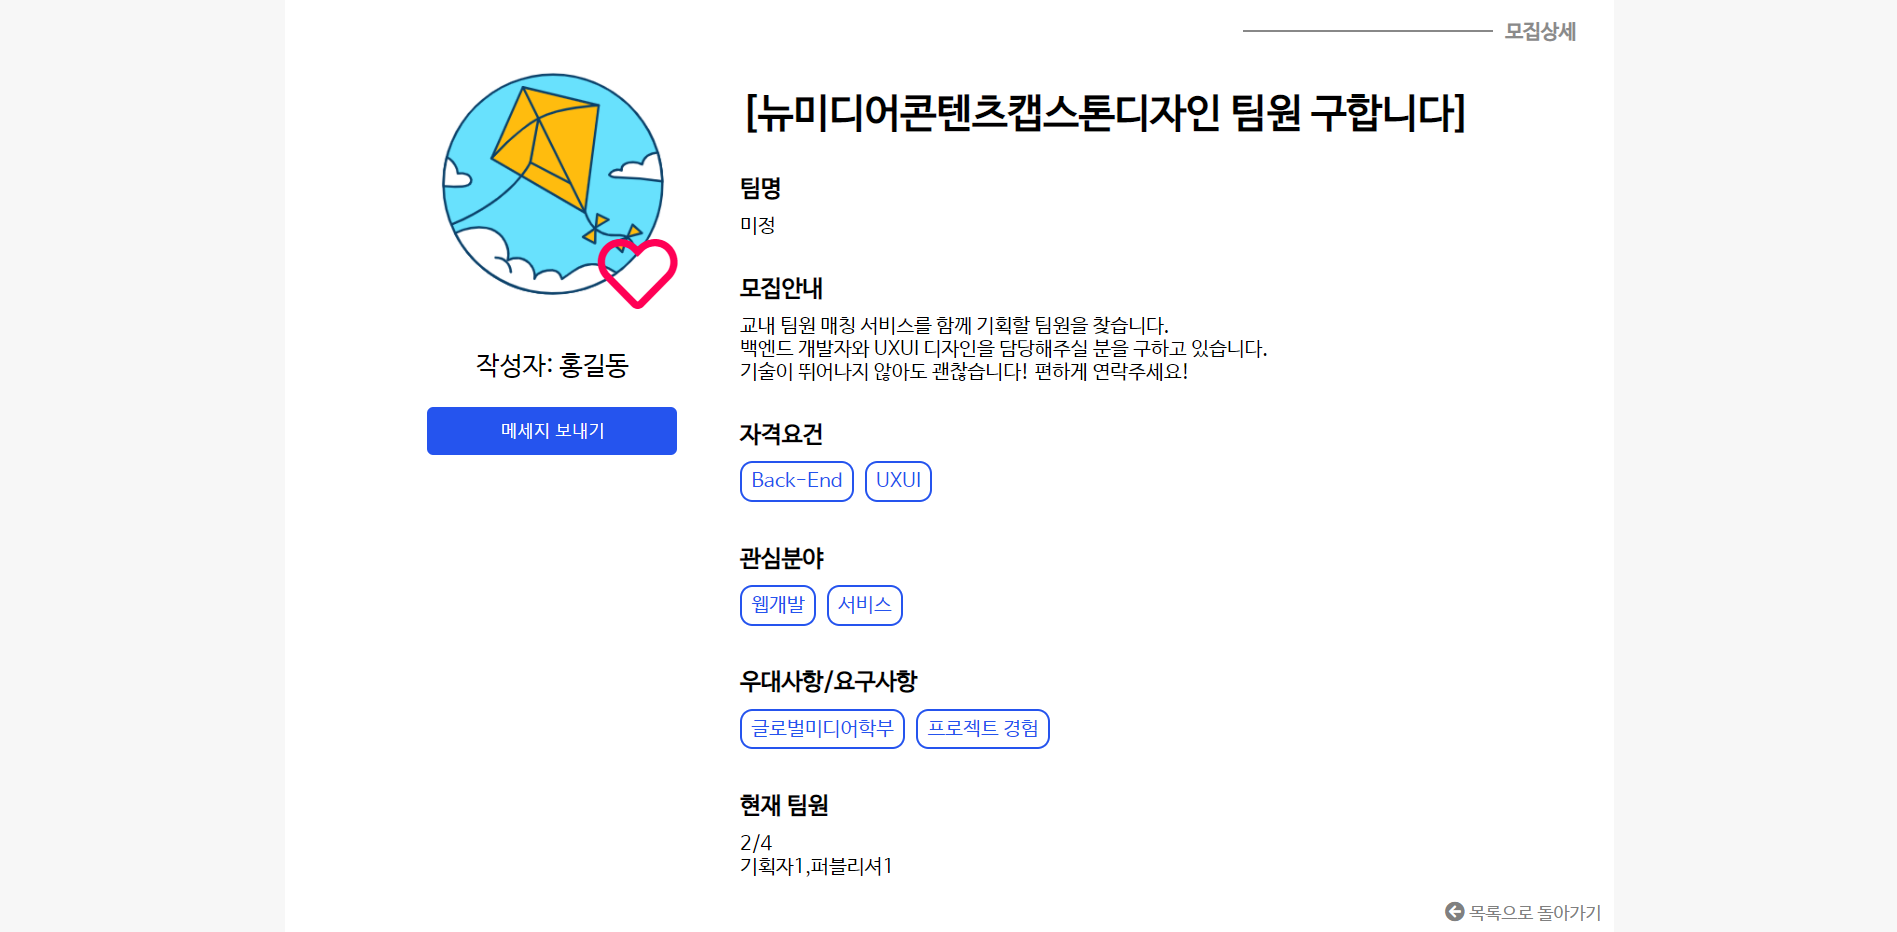 모집상세
[뉴미디어콘텐츠캡스톤디자인 팀원 구합니다]
팀명
미정
모집안내
교내 팀원 매칭 서비스를 함께 기획할 팀원을 찾습니다.
백엔드 개발자와 UXUI 디자인을 담당해주실 분을 구하고 있습니다.
기술이 뛰어나지 않아도 괜찮습니다! 편하게 연락주세요!
작성자: 홍길동
메세지 보내기
자격요건
Back-End UXUI
관심분야
웹개발 서비스
우대사항/요구사항
글로벌미디어학부 프로젝트 경험
현재 팀원
2/4
기획자1,퍼블리셔1
목록으로 돌아가기